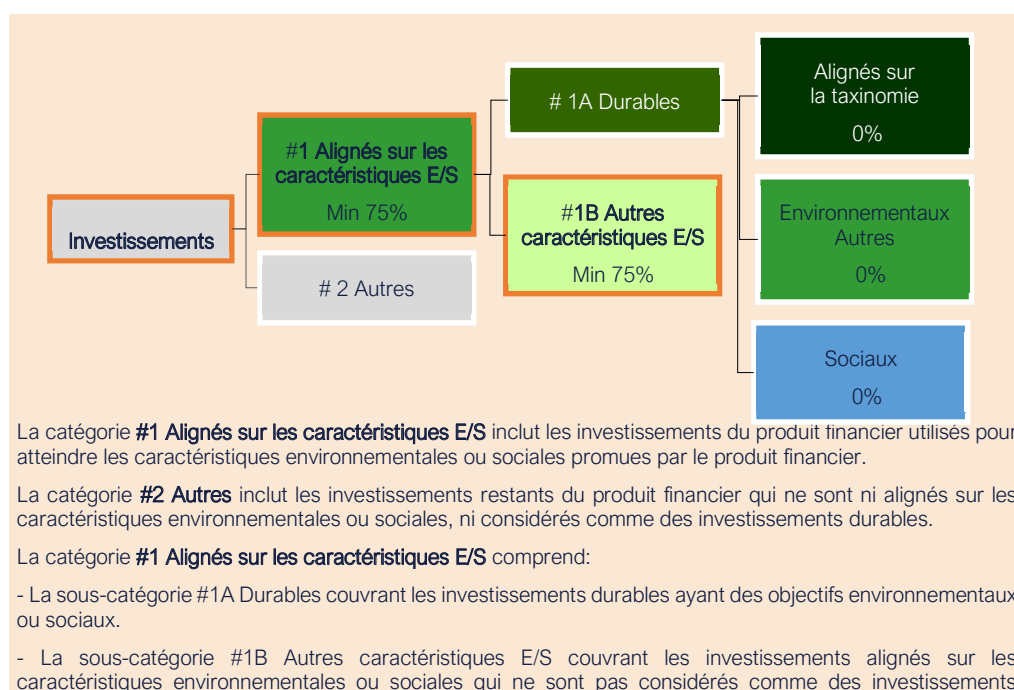 Investissements
#1 Alignés sur les
caractéristiques E/S
Min 75%
# 2 Autres
# 1A Durables
#1B Autres
caractéristiques E/S
Min 75%
Alignés sur
la taxinomie
0%
Environnementaux
Autres
0%
Sociaux
0%
La catégorie #1 Alignés sur les caractéristiques E/S inclut les investissements du produit financier utilisés pour
atteindre les caractéristiques environnementales ou sociales promues par le produit financier.
La catégorie #2 Autres inclut les investissements restants du produit financier qui ne sont ni alignés sur les
caractéristiques environnementales ou sociales, ni considérés comme des investissements durables.
La catégorie #1 Alignés sur les caractéristiques E/S comprend:
- La sous-catégorie #1A Durables couvrant les investissements durables ayant des objectifs environnementaux
ou sociaux.
- La sous-catégorie #1B Autres caractéristiques E/S couvrant les investissements alignés sur les
caractéristiques environnementales ou sociales qui ne sont pas considérés comme des investissements